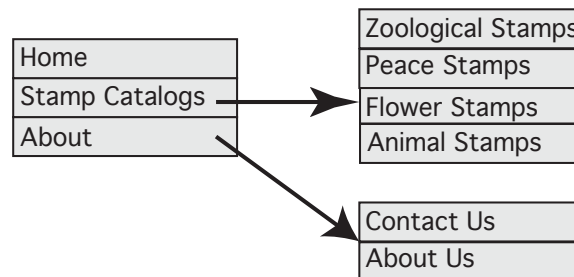 Home
Stamp Catalogs
About
Zoological Stamps
Peace Stamps
Flower Stamps
Animal Stamps
Contact Us
About Us